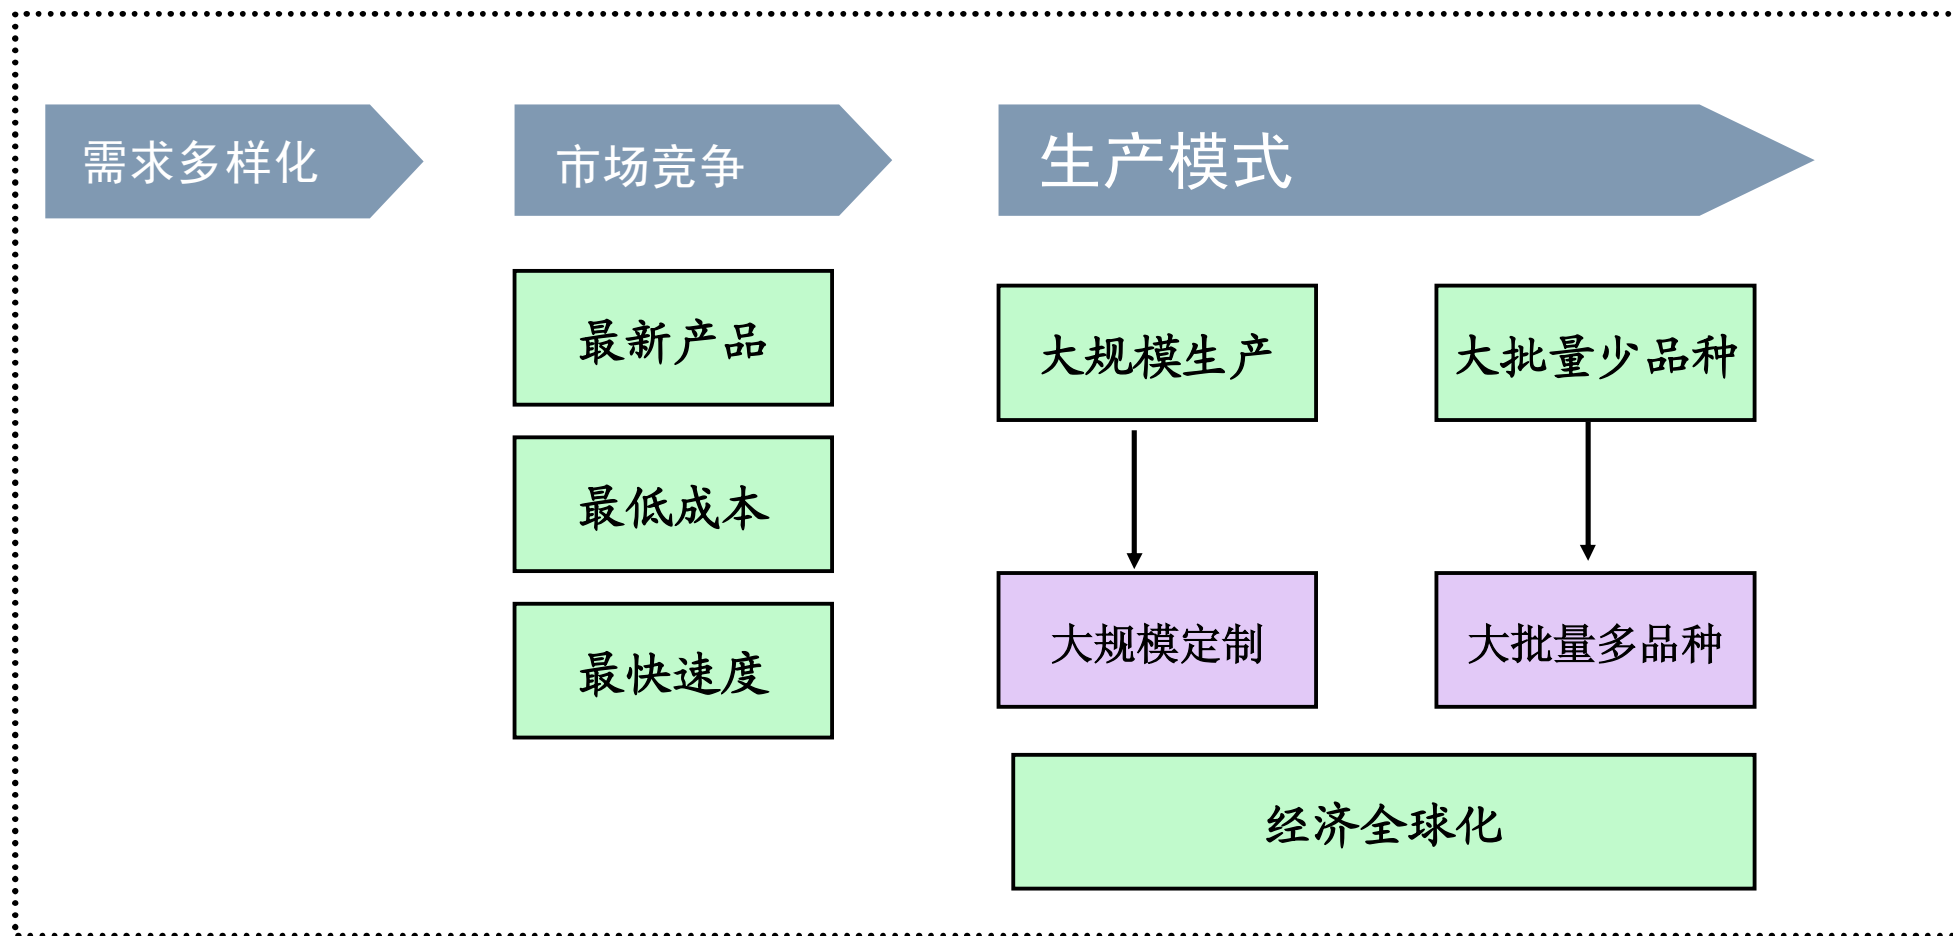 需求多样化
市场竞争
生产模式
最新产品
最低成本
最快速度
大规模生产
大批量少品种
大规模定制
大批量多品种
经济全球化